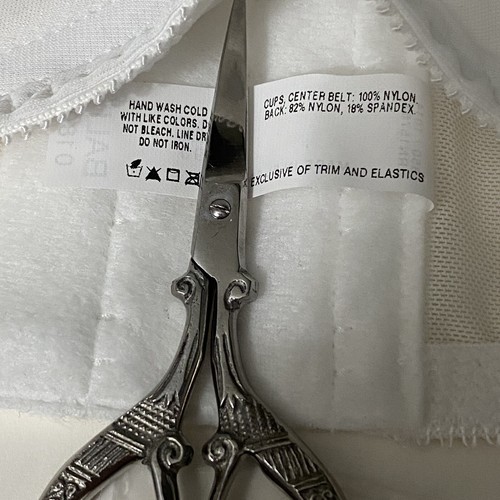 HAND WASH COLD
WITH LIKE COLORS.
NOT BLEACH. LINE
DO NOT IRON.
CUPS, CENTER BELT: 100% NYLON
BACK: 82% NYLON, 18% SPANDEX.
EXCLUSIVE OF TRIM AND ELASTICS